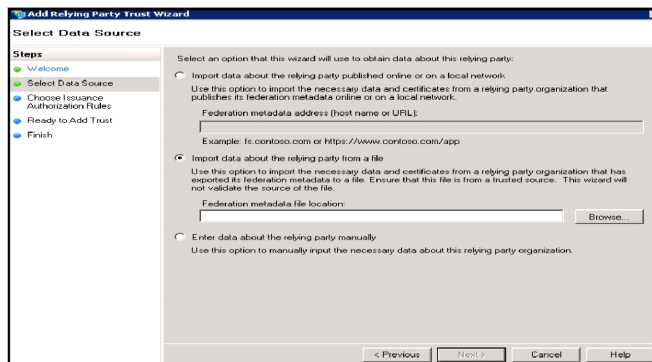 Add Relying Party Trust Wizard
Select Data Source
Steps
Welcome
Select Data Source
Choose Issuance
Authorization Rules
Ready to Add Trust
Finish
Select an option that this wizard will use to obtain data about this relying party:
Import data about the relying party published online or on a local network
Use this option to import the necessary data and certificates from a relying party organization that
publishes its federation metadata online or on a local network.
Federation metadata address (host name or URL):
Example: fs.contoso.com or https://www.contoso.com/app
Import data about the relying party from a file
Use this option to import the necessary data and certificates from a relying party organization that has
exported its federation metadata to a file. Ensure that this file is from a trusted source. This wizard will
not validate the source of the file.
Federation metadata file location:
Browse...
Enter data about the relying party manually
Use this option to manually input the necessary data about this relying party organization.
< Previous
Next >
Cancel
Help